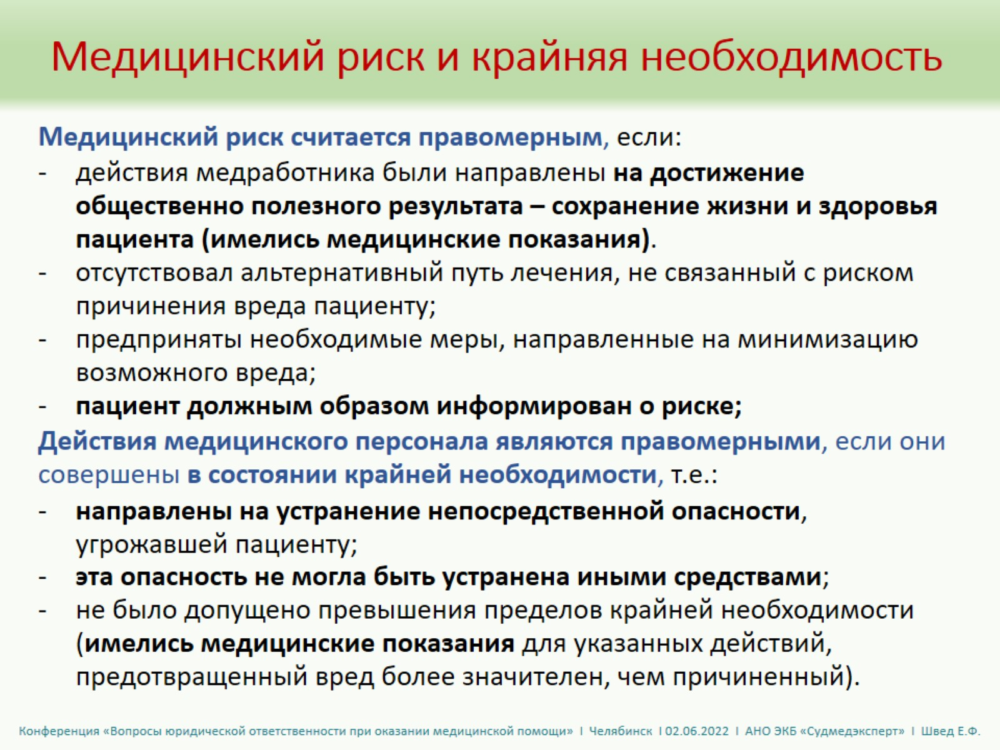 Медицинский риск и крайняя необходимость
Медицинский риск считается правомерным, если:
- действия медработника были направлены на достижение
общественно полезного результата – сохранение жизни и здоровья
пациента (имелись медицинские показания).
- отсутствовал альтернативный путь лечения, не связанный с риском
причинения вреда пациенту;
- предприняты необходимые меры, направленные на минимизацию
возможного вреда;
- пациент должным образом информирован о риске;
Действия медицинского персонала являются правомерными, если они
совершены в состоянии крайней необходимости, т.е.:
- направлены на устранение непосредственной опасности,
угрожавшей пациенту;
- эта опасность не могла быть устранена иными средствами;
- не было допущено превышения пределов крайней необходимости
(имелись медицинские показания для указанных действий,
предотвращенный вред более значителен, чем причиненный).
Конференция «Вопросы юридической ответственности при оказании медицинской помощи» I Челябинск I 02.06.2022 I АНО ЭКБ «Судмедэксперт» I Швед Е.Ф.